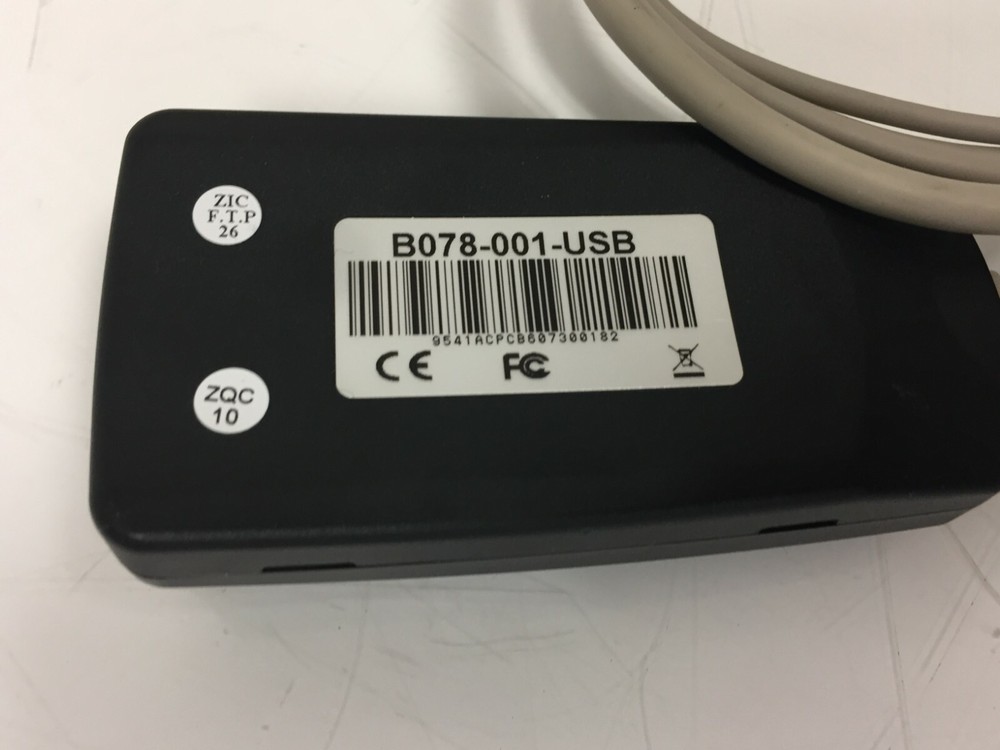 ZIC
F.T.P
26
B078-001-USB
9541ACPCB607300182
CE FC
ZQC
10